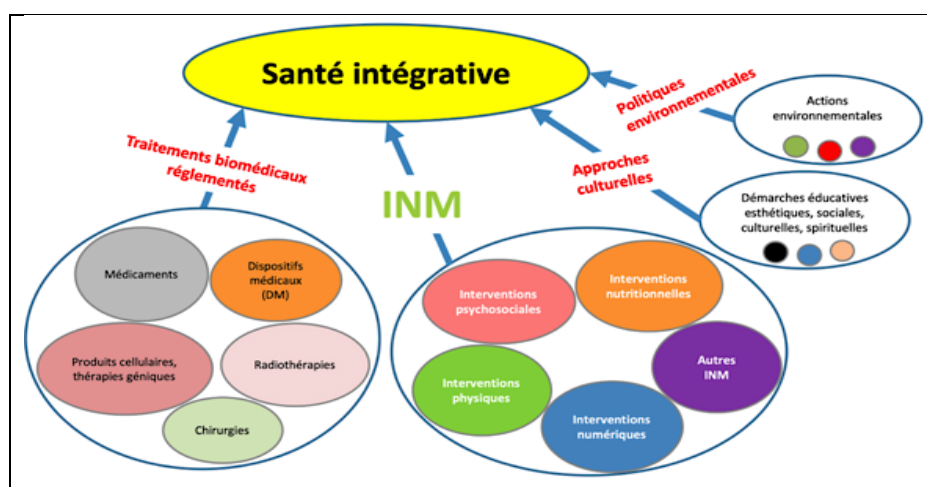 Santé intégrative
Politiques
environnementales
Actions
environnementales
Traitements biomédicaux
réglementés
INM
Approches
culturelles
Démarches éducatives
esthétiques, sociales,
culturelles, spirituelles
Médicaments
Dispositifs
médicaux
(DM)
Produits cellulaires,
thérapies géniques
Radiothérapies
Chirurgies
Interventions
psychosociales
Interventions
nutritionnelles
Interventions
physiques
Autres
INM
Interventions
numériques